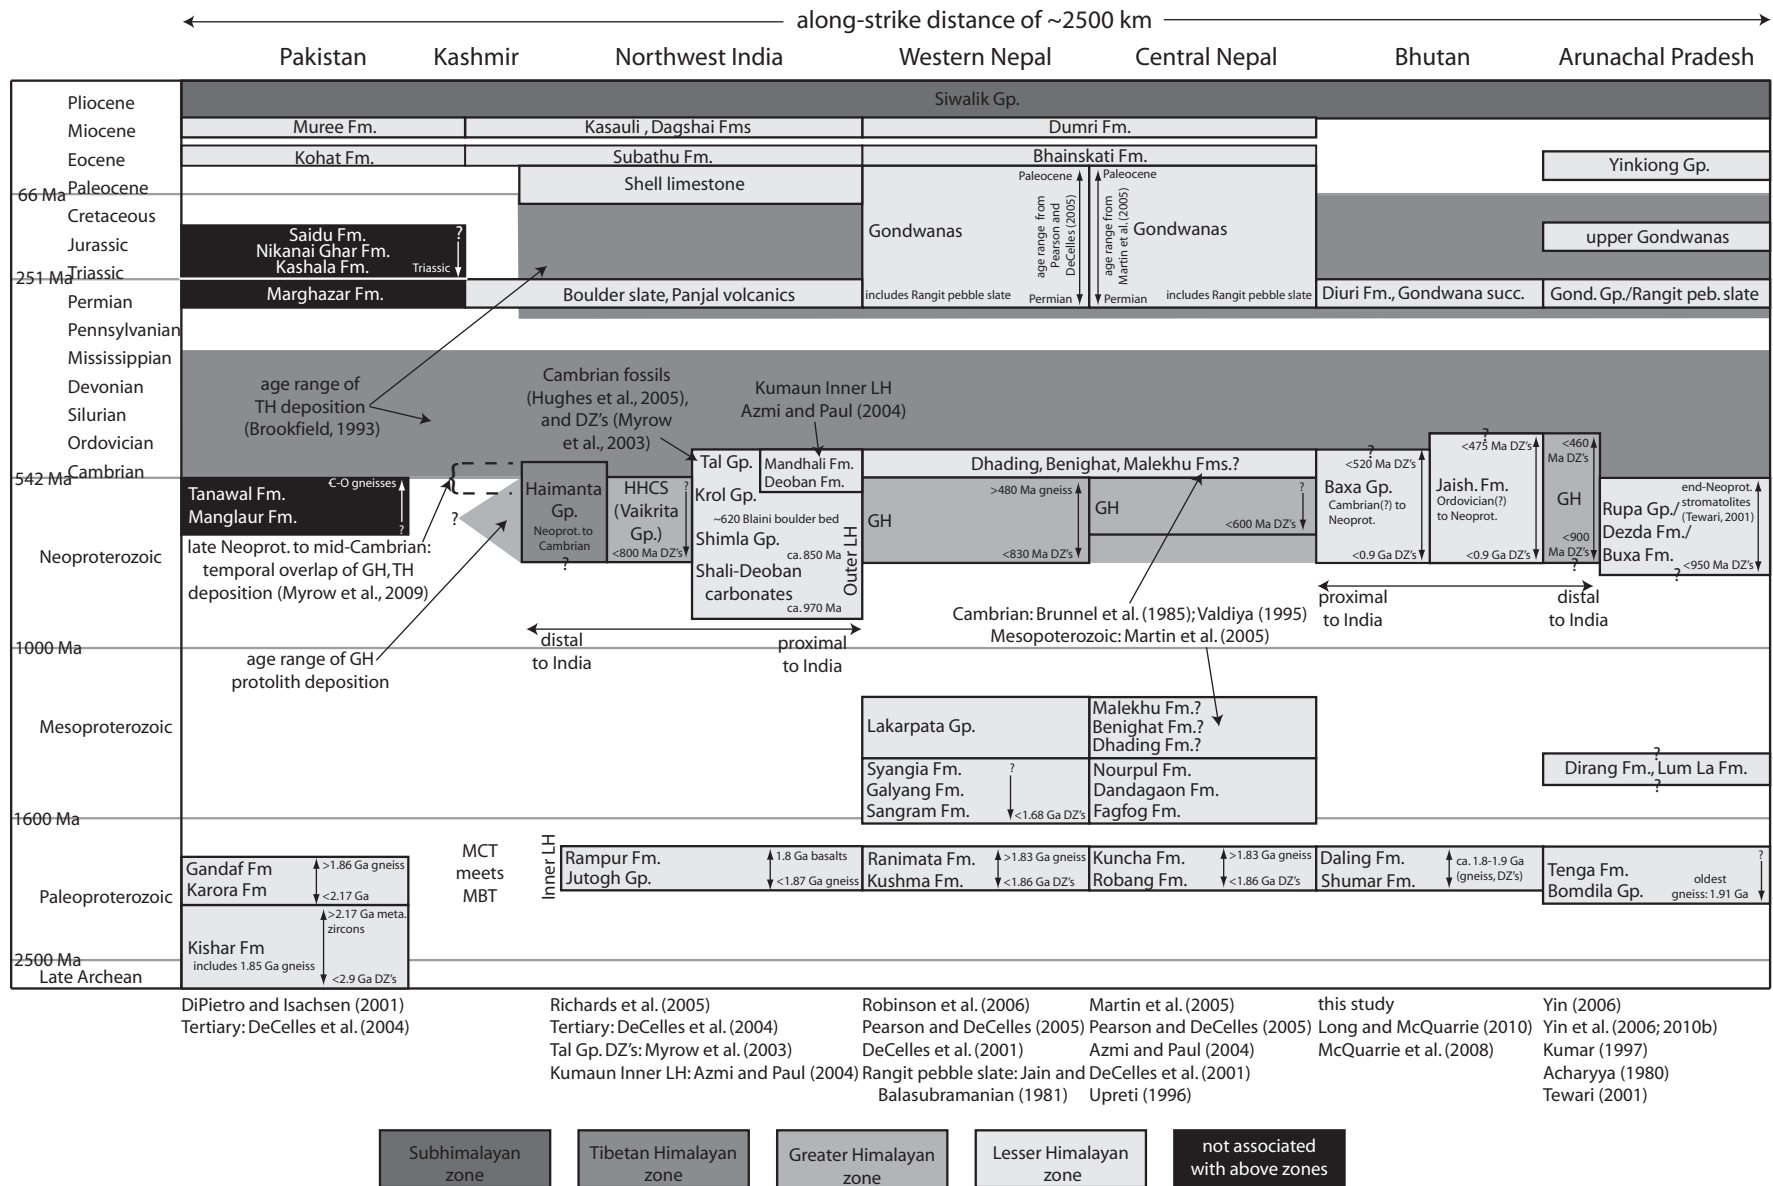 along-strike distance of ~2500 km
Pakistan
Kashmir
Northwest India
Western Nepal
Central Nepal
Bhutan
Arunachal Pradesh
Pliocene
Miocene
Eocene
Paleocene
66 Ma
Cretaceous
Jurassic
Triassic
251 Ma
Permian
Pennsylvanian
Mississippian
Devonian
Silurian
Ordovician
Cambrian
542 Ma
Neoproterozoic
1000 Ma
Mesoproterozoic
1600 Ma
Paleoproterozoic
2500 Ma
Late Archean
Siwalik Gp.
Muree Fm.
Kasauli , Dagshai Fms
Dumri Fm.
Kohat Fm.
Subathu Fm.
Bhainskati Fm.
Yinkiong Gp.
Shell limestone
Saidu Fm.
Nikanai Ghar Fm.
Kashala Fm.
?
Triassic
Marghazar Fm.
Boulder slate, Panjal volcanics
Gondwanas
includes Rangit pebble slate
Paleocene
age range from
Pearson and
DeCelles (2005)
Permian
Paleocene
age range from
Martin et al. (2005)
Permian
Gondwanas
includes Rangit pebble slate
Diuri Fm., Gondwana succ.
upper Gondwanas
Gond. Gp./Rangit peb. slate
age range of
TH deposition
(Brookfield, 1993)
Cambrian fossils
(Hughes et al., 2005),
and DZ's (Myrow
et al., 2003)
Kumaun Inner LH
Azmi and Paul (2004)
Tanawal Fm.
Manglaur Fm.
Є-O gneisses
?
late Neoprot. to mid-Cambrian:
temporal overlap of GH, TH
deposition (Myrow et al., 2009)
?
age range of GH
protolith deposition
Haimanta
Gp.
Neoprot. to
Cambrian
?
HHCS
(Vaikrita
Gp.)
?
<800 Ma DZ's
Tal Gp.
Krol Gp.
~620 Blaini boulder bed
Shimla Gp.
ca. 850 Ma
Shali-Deoban
carbonates
ca. 970 Ma
Outer LH
Mandhali Fm.
Deoban Fm.
distal
to India
proximal
to India
Dhading, Benighat, Malekhu Fms.?
GH
>480 Ma gneiss
<830 Ma DZ's
GH
?
<600 Ma DZ's
Cambrian: Brunnel et al. (1985); Valdiya (1995)
Mesopoterozoic: Martin et al. (2005)
?
<520 Ma DZ's
Baxa Gp.
Cambrian(?) to
Neoprot.
<0.9 Ga DZ's
?
<475 Ma DZ's
Jaish. Fm.
Ordovician(?)
to Neoprot.
<0.9 Ga DZ's
<460
Ma DZ's
GH
<900
Ma DZ's
?
end-Neoprot.
stromatolites
(Tewari, 2001)
Rupa Gp./
Dezda Fm./
Buxa Fm.
<950 Ma DZ's
?
proximal
to India
distal
to India
Lakarpata Gp.
Malekhu Fm.?
Benighat Fm.?
Dhading Fm.?
Syangia Fm.
Galyang Fm.
Sangram Fm.
?
<1.68 Ga DZ's
Nourpul Fm.
Dandagaon Fm.
Fagfog Fm.
?
Dirang Fm., Lum La Fm.
?
Gandaf Fm
Karora Fm
>1.86 Ga gneiss
<2.17 Ga
Kishar Fm
includes 1.85 Ga gneiss
>2.17 Ga meta.
zircons
<2.9 Ga DZ's
MCT
meets
MBT
Inner LH
Rampur Fm.
Jutogh Gp.
1.8 Ga basalts
<1.87 Ga gneiss
Ranimata Fm.
Kushma Fm.
>1.83 Ga gneiss
<1.86 Ga DZ's
Kuncha Fm.
Robang Fm.
>1.83 Ga gneiss
<1.86 Ga DZ's
Daling Fm.
Shumar Fm.
ca. 1.8-1.9 Ga
(gneiss, DZ's)
Tenga Fm.
Bomdila Gp.
?
oldest
gneiss: 1.91 Ga
DiPietro and Isachsen (2001)
Tertiary: DeCelles et al. (2004)
Richards et al. (2005)
Tertiary: DeCelles et al. (2004)
Tal Gp. DZ's: Myrow et al. (2003)
Kumaun Inner LH: Azmi and Paul (2004)
Robinson et al. (2006)
Pearson and DeCelles (2005)
DeCelles et al. (2001)
Rangit pebble slate: Jain and
Balasubramanian (1981)
Martin et al. (2005)
Pearson and DeCelles (2005)
Azmi and Paul (2004)
DeCelles et al. (2001)
Upreti (1996)
this study
Long and McQuarrie (2010)
McQuarrie et al. 2008)
Yin (2006)
Yin et al. (2006; 2010b)
Kumar (1997)
Acharyya (1980)
Tewari (2001)
Subhimalayan
zone
Tibetan Himalayan
zone
Greater Himalayan
zone
Lesser Himalayan
zone
not associated
with above zones